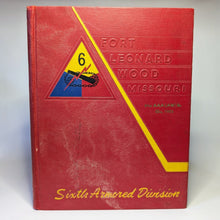 6
FORT
LEONARD
WOOD
MISSOURI
Sixth Armored Division